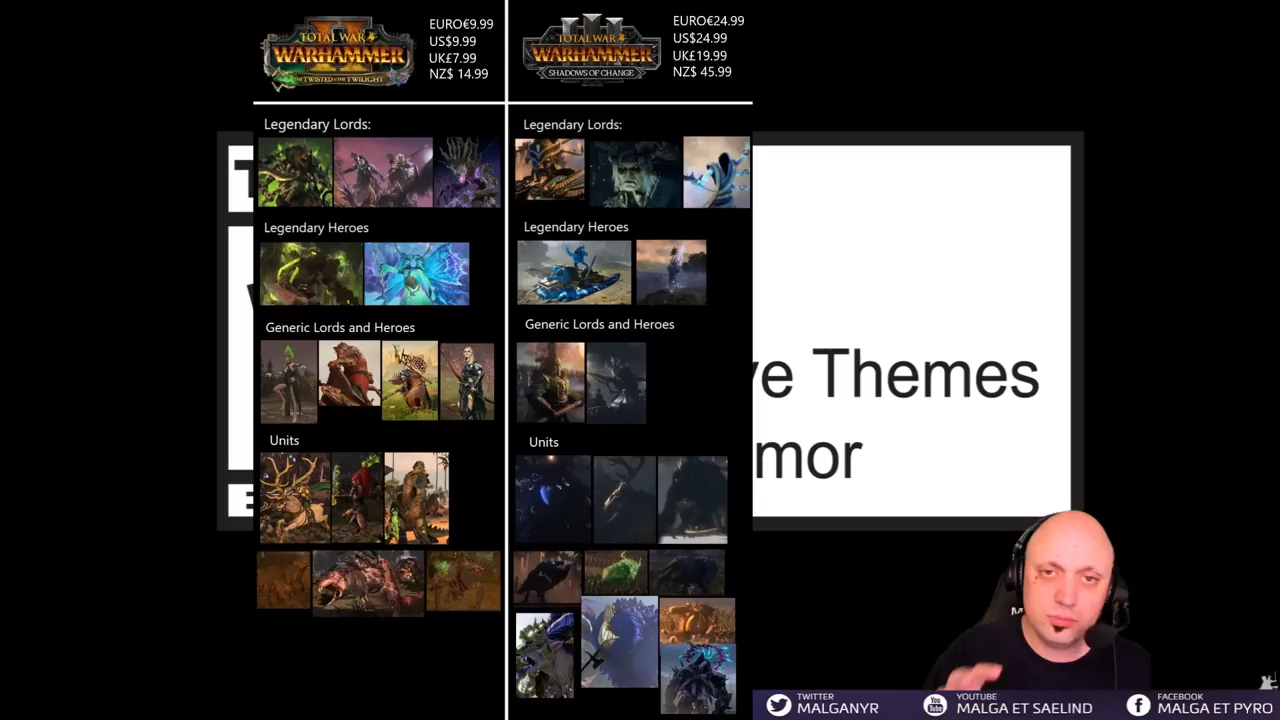 TOTAL WAR
WARHAMMER
II
THE TWISTED & THE TWILIGHT
EURO€9.99
US$9.99
UK£7.99
NZ$ 14.99
TOTAL WAR
WARHAMMER
III
SHADOWS OF CHANGE
EURO€24.99
US$24.99
UK£19.99
NZ$ 45.99
Legendary Lords:
Legendary Lords:
Legendary Heroes
Legendary Heroes
Generic Lords and Heroes
Generic Lords and Heroes
Units
Units
ve Themes
mor
TWITTER
MALGANYR
YOUTUBE
MALGA ET SAELIND
FACEBOOK
MALGA ET PYRO